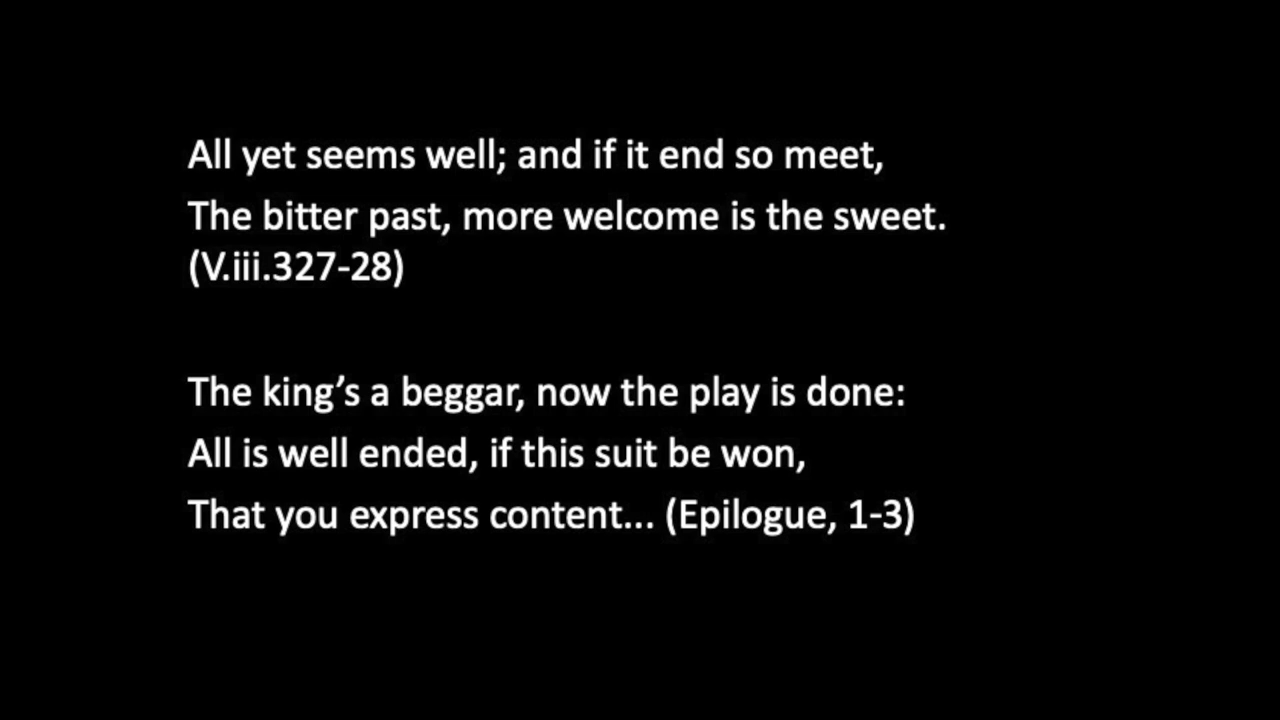 All yet seems well; and if it end so meet,
The bitter past, more welcome is the sweet.
(V.iii.327-28)
The king’s a beggar, now the play is done:
All is well ended, if this suit be won,
That you express content... (Epilogue, 1-3)